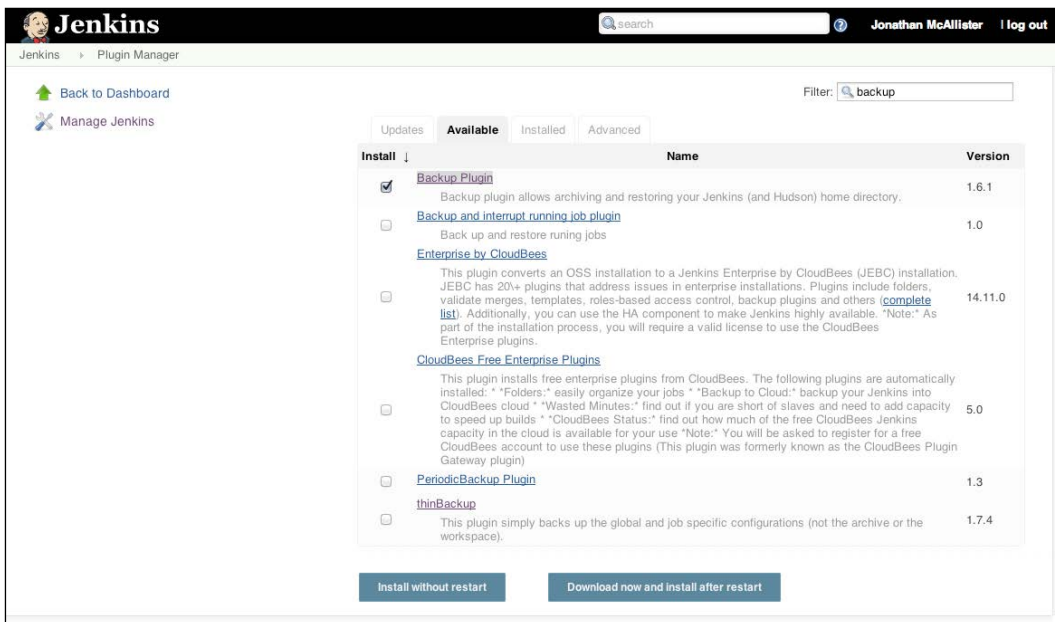 Jenkins
search
Jonathan McAllister
| log out
Jenkins
Plugin Manager
Back to Dashboard
Manage Jenkins
Filter:
backup
Updates
Available
Installed
Advanced
Install ↓
Name
Version
Backup Plugin
Backup plugin allows archiving and restoring your Jenkins (and Hudson) home directory.
1.6.1
Backup and interrupt running job plugin
Back up and restore runing jobs
1.0
Enterprise by CloudBees
This plugin converts an OSS installation to a Jenkins Enterprise by CloudBees (JEBC) installation.
JEBC has 20\+ plugins that address issues in enterprise installations. Plugins include folders,
validate merges, templates, roles-based access control, backup plugins and others (complete
list). Additionally, you can use the HA component to make Jenkins highly available. *Note:* As
part of the installation process, you will require a valid license to use the CloudBees
Enterprise plugins.
14.11.0
CloudBees Free Enterprise Plugins
This plugin installs free enterprise plugins from CloudBees. The following plugins are automatically
installed: * *Folders:* easily organize your jobs * *Backup to Cloud:* backup your Jenkins into
CloudBees cloud * *Wasted Minutes:* find out if you are short of slaves and need to add capacity
to speed up builds * *CloudBees Status:* find out how much of the free CloudBees Jenkins
capacity in the cloud is available for your use *Note:* You will be asked to register for a free
CloudBees account to use these plugins (This plugin was formerly known as the CloudBees Plugin
Gateway plugin)
5.0
PeriodicBackup Plugin
1.3
thinBackup
This plugin simply backs up the global and job specific configurations (not the archive or the
workspace).
1.7.4
Install without restart
Download now and install after restart